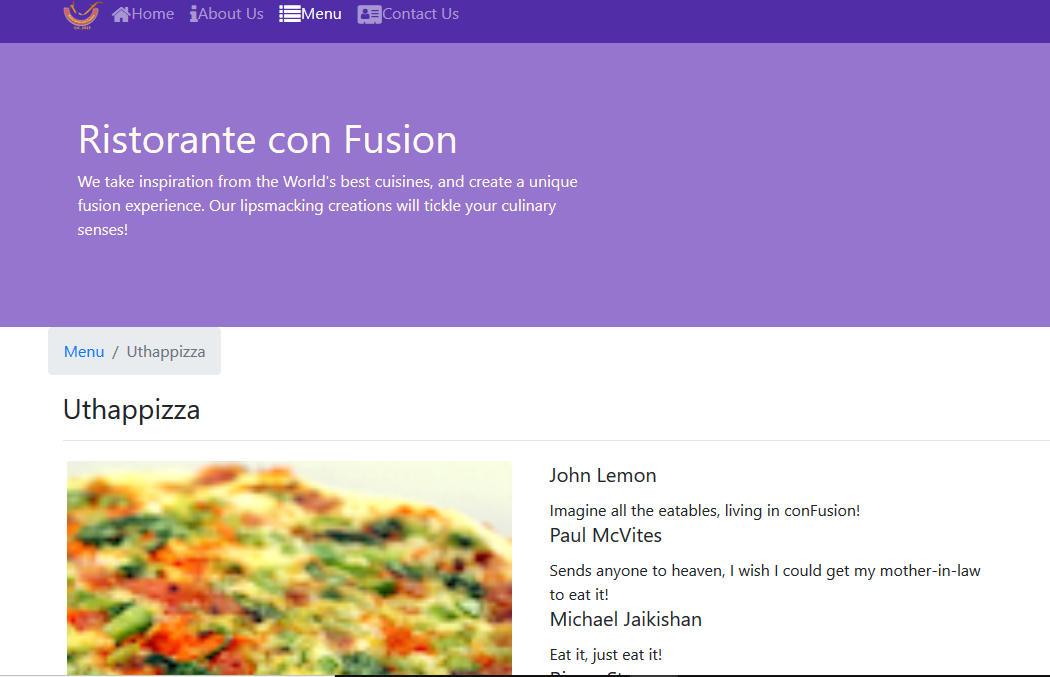 Home About Us Menu Contact Us
Ristorante con Fusion
We take inspiration from the World's best cuisines, and create a unique
fusion experience. Our lipsmacking creations will tickle your culinary
senses!
Menu / Uthappizza
Uthappizza
John Lemon
Imagine all the eatables, living in conFusion!
Paul McVites
Sends anyone to heaven, I wish I could get my mother-in-law
to eat it!
Michael Jaikishan
Eat it, just eat it!